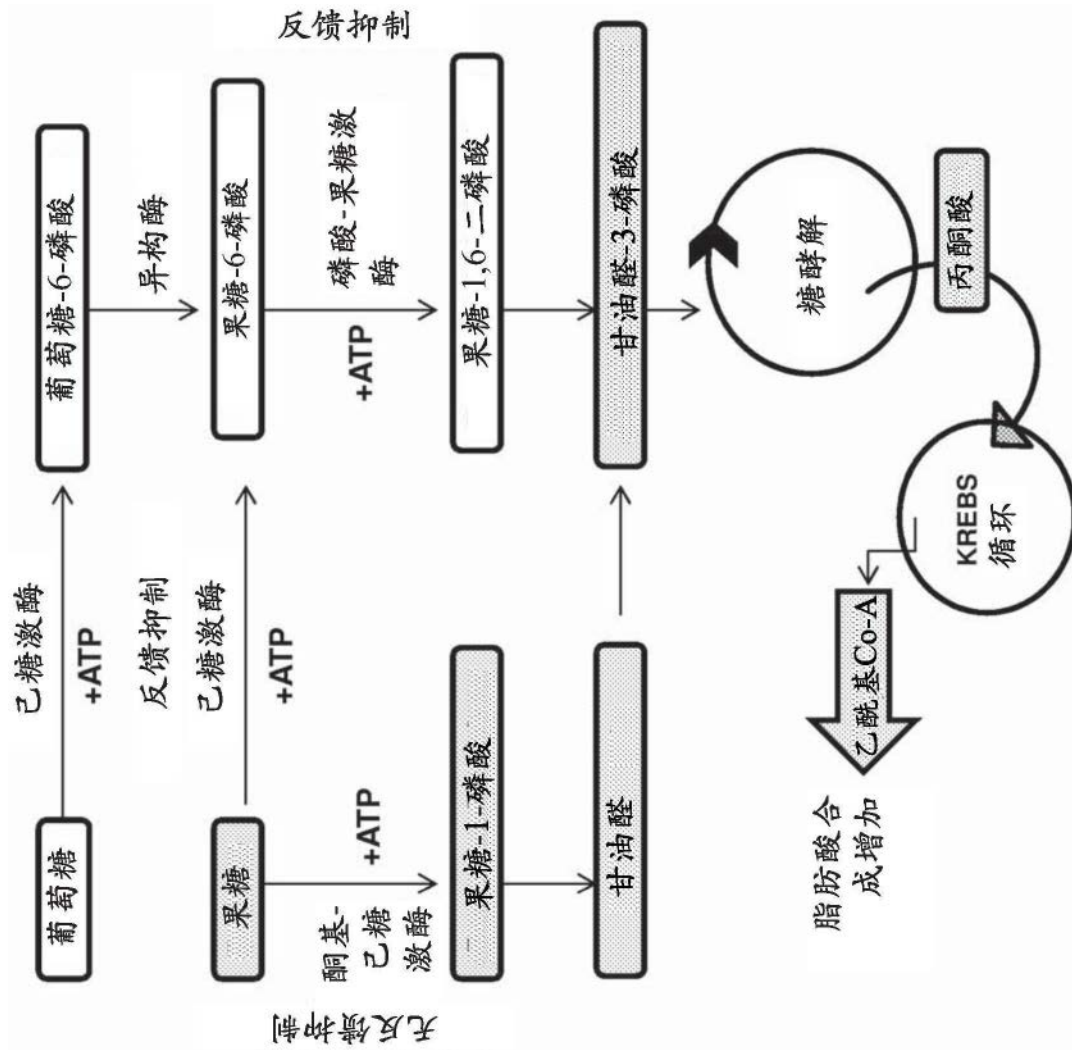 反馈抑制
葡萄糖-6-磷酸
异构酶
果糖-6-磷酸
磷酸-果糖激
酶
+ATP
果糖-1,6-二磷酸
甘油醛-3-磷酸
糖酵解
丙酮酸
己糖激酶
+ATP
反馈抑制
己糖激酶
+ATP
KREBS
循环
乙酰基Co-A
脂肪酸合
成增加
葡萄糖
果糖
+ATP
酮基-
己糖
激酶
果糖-1-磷酸
甘油醛
无反馈抑制